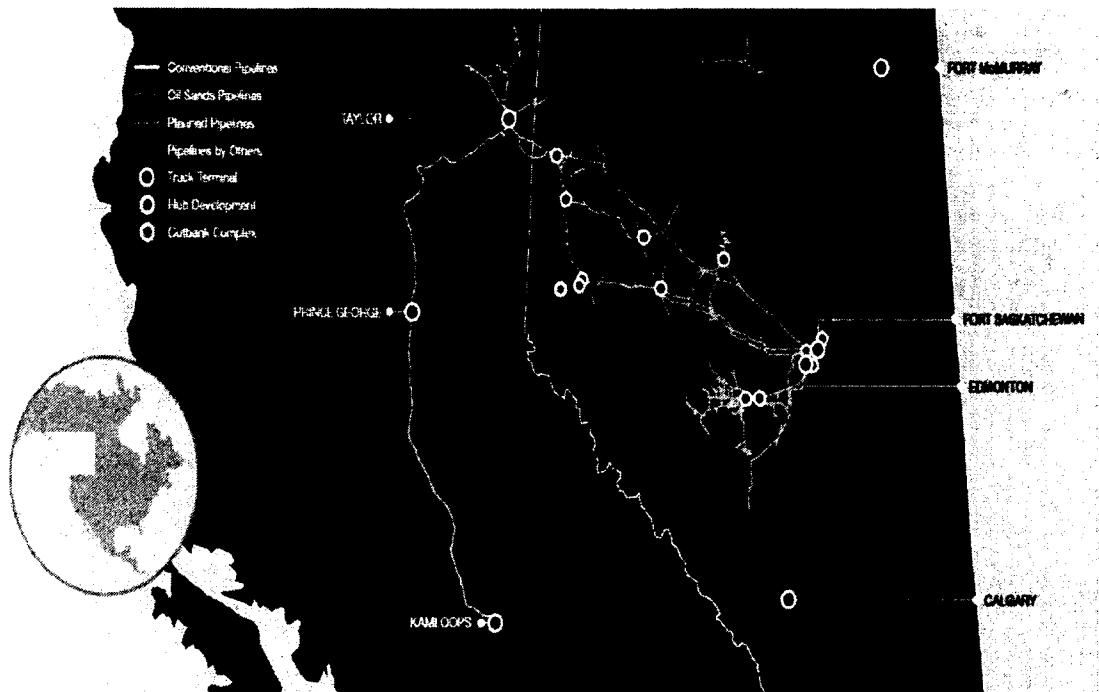 Conventional Pipelines
Oil Sands Pipelines
Planned Pipelines
Pipelines by Others
Truck Terminal
Hub Development
Cutbank Complex
TAYLOR
FORT McMURRAY
PRINCE GEORGE
FORT SASKATCHEWAN
EDMONTON
KAMLOOPS
CALGARY